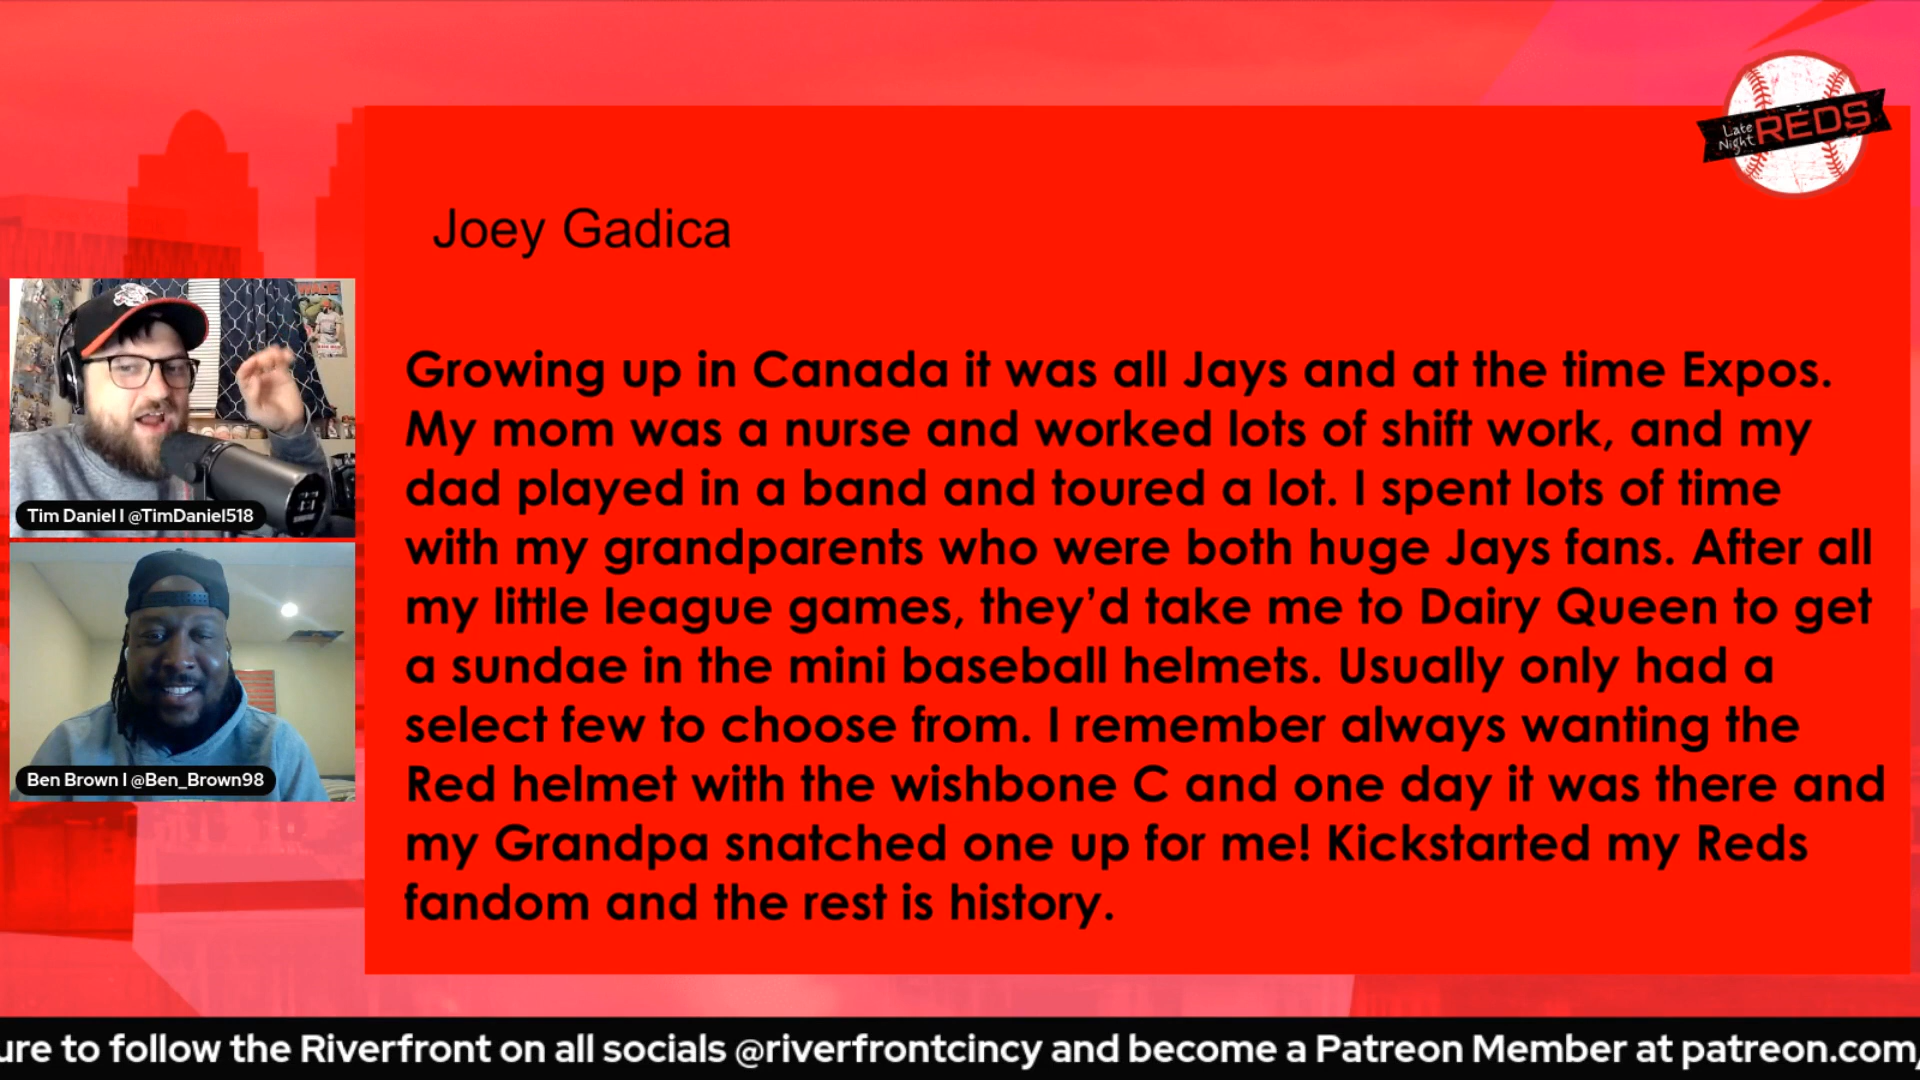 Late
Night
REDS
Joey Gadica
WADE
Tim Daniel I @TimDaniel518
Ben Brown I @Ben_Brown98
Growing up in Canada it was all Jays and at the time Expos.
My mom was a nurse and worked lots of shift work, and my
dad played in a band and toured a lot. I spent lots of time
with my grandparents who were both huge Jays fans. After all
my little league games, they’d take me to Dairy Queen to get
a sundae in the mini baseball helmets. Usually only had a
select few to choose from. I remember always wanting the
Red helmet with the wishbone C and one day it was there and
my Grandpa snatched one up for me! Kickstarted my Reds
fandom and the rest is history.
ure to follow the Riverfront on all socials @riverfrontcincy and become a Patreon Member at patreon.com/